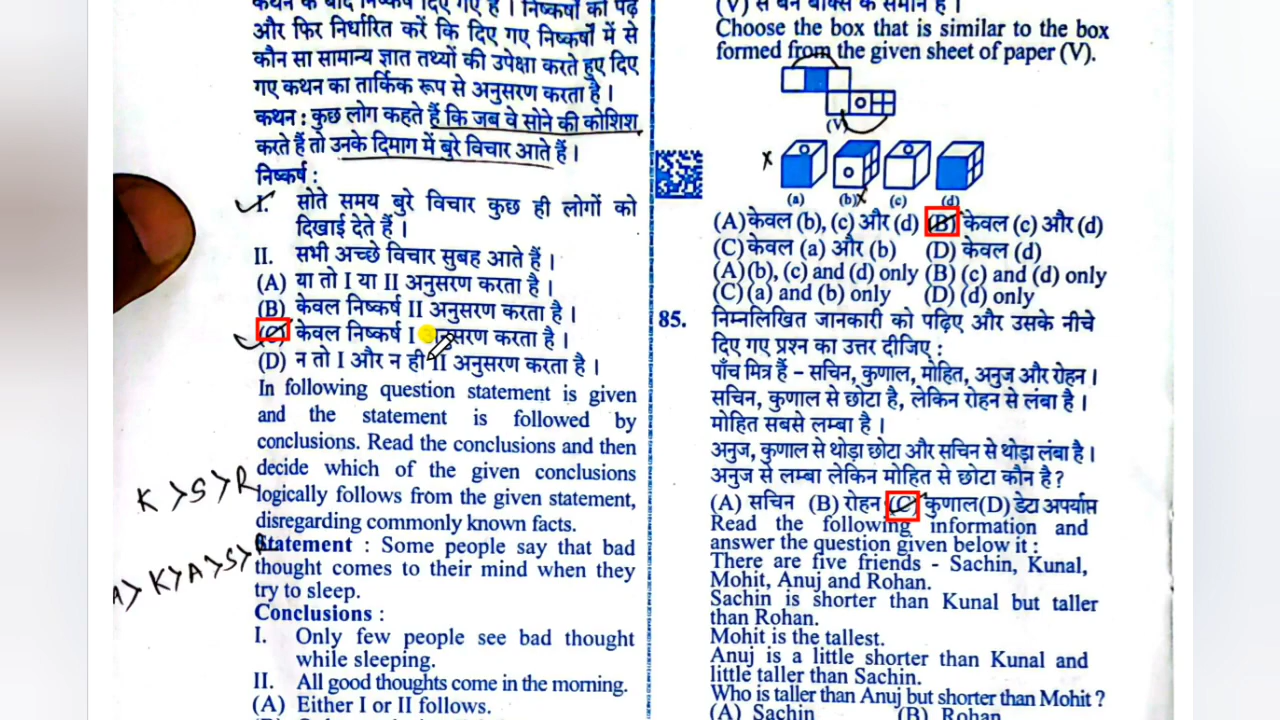 कथन के बाद निष्कर्ष दिए गए हैं । निष्कर्षों को पढ़ें
और फिर निर्धारित करें कि दिए गए निष्कर्षों में से
कौन सा सामान्य ज्ञात तथ्यों की उपेक्षा करते हुए दिए
गए कथन का तार्किक रूप से अनुसरण करता है ।
कथन : कुछ लोग कहते हैं कि जब वे सोने की कोशिश
करते हैं तो उनके दिमाग में बुरे विचार आते हैं ।
निष्कर्ष :
I. सोते समय बुरे विचार कुछ ही लोगों को
दिखाई देते हैं ।
II. सभी अच्छे विचार सुबह आते हैं ।
(A) या तो I या II अनुसरण करता है ।
(B) केवल निष्कर्ष II अनुसरण करता है ।
(C) केवल निष्कर्ष I अनुसरण करता है ।
(D) न तो I और न ही II अनुसरण करता है ।
In following question statement is given
and the statement is followed by
conclusions. Read the conclusions and then
decide which of the given conclusions
logically follows from the given statement,
disregarding commonly known facts.
Statement : Some people say that bad
thought comes to their mind when they
try to sleep.
Conclusions :
I. Only few people see bad thought
while sleeping.
II. All good thoughts come in the morning.
(A) Either I or II follows.
K > S > R
> K > A > S >
(V) से बने बॉक्स के समान है ।
Choose the box that is similar to the box
formed from the given sheet of paper (V).
(V)
x
(a) (b) x (c) (d)
(A) केवल (b), (c) और (d) (B) केवल (c) और (d)
(C) केवल (a) और (b) (D) केवल (d)
(A) (b), (c) and (d) only (B) (c) and (d) only
(C) (a) and (b) only (D) (d) only
85. निम्नलिखित जानकारी को पढ़िए और उसके नीचे
दिए गए प्रश्न का उत्तर दीजिए :
पाँच मित्र हैं – सचिन, कुणाल, मोहित, अनुज और रोहन ।
सचिन, कुणाल से छोटा है, लेकिन रोहन से लंबा है ।
मोहित सबसे लम्बा है ।
अनुज, कुणाल से थोड़ा छोटा और सचिन से थोड़ा लंबा है ।
अनुज से लम्बा लेकिन मोहित से छोटा कौन है ?
(A) सचिन (B) रोहन (C) कुणाल (D) डेटा अपर्याप्त
Read the following information and
answer the question given below it :
There are five friends - Sachin, Kunal,
Mohit, Anuj and Rohan.
Sachin is shorter than Kunal but taller
than Rohan.
Mohit is the tallest.
Anuj is a little shorter than Kunal and
little taller than Sachin.
Who is taller than Anuj but shorter than Mohit ?
(A) Sachin (B) Rohan